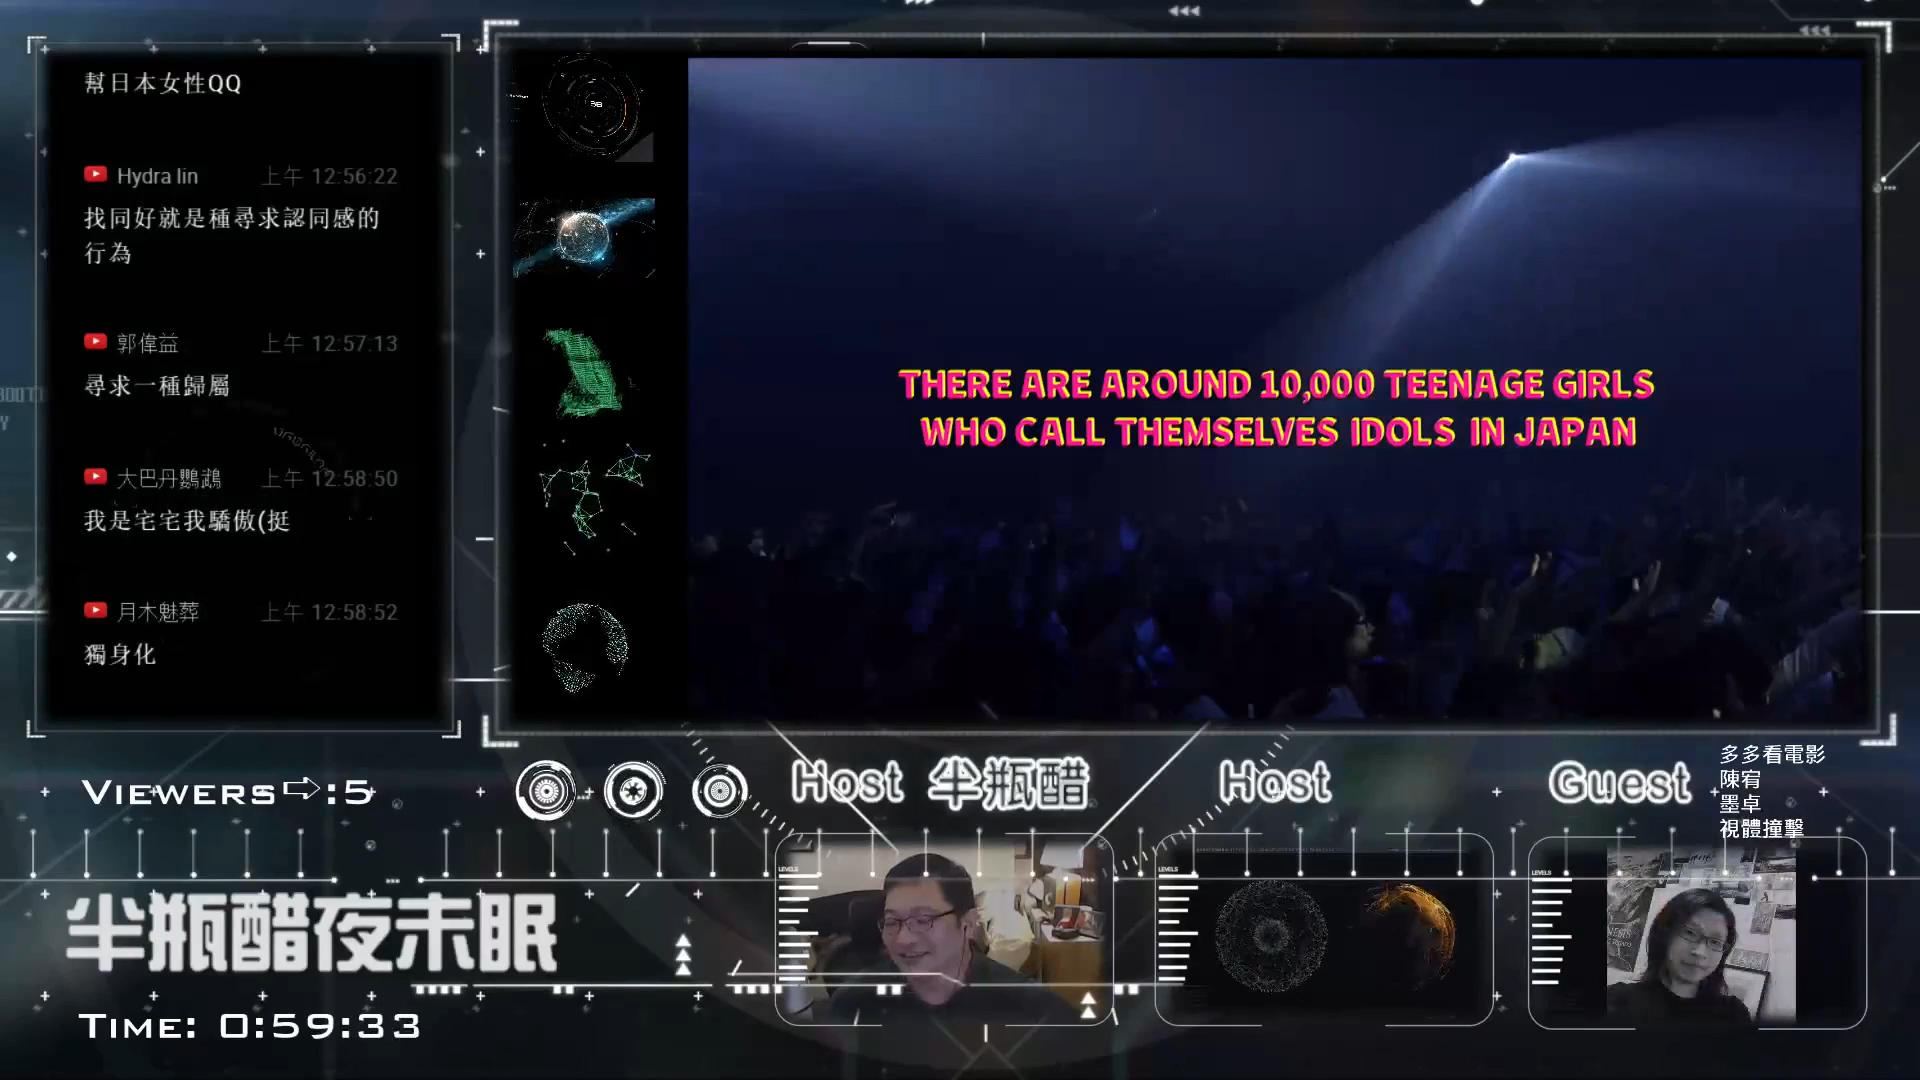 幫日本女性QQ
Hydra lin 上午 12:56:22
找同好就是種尋求認同感的
行為
郭偉益 上午 12:57:13
尋求一種歸屬
大巴丹鸚鵡 上午 12:58:50
我是宅宅我驕傲(挺
月木魅葬 上午 12:58:52
獨身化
THERE ARE AROUND 10,000 TEENAGE GIRLS
WHO CALL THEMSELVES IDOLS IN JAPAN
VIEWERS⇨:5
Host 半瓶醋
Host
Guest
多多看電影
陳宥
墨卓
視體撞擊
LEVELS
LEVELS
LEVELS
半瓶醋夜未眠
TIME: 0:59:33